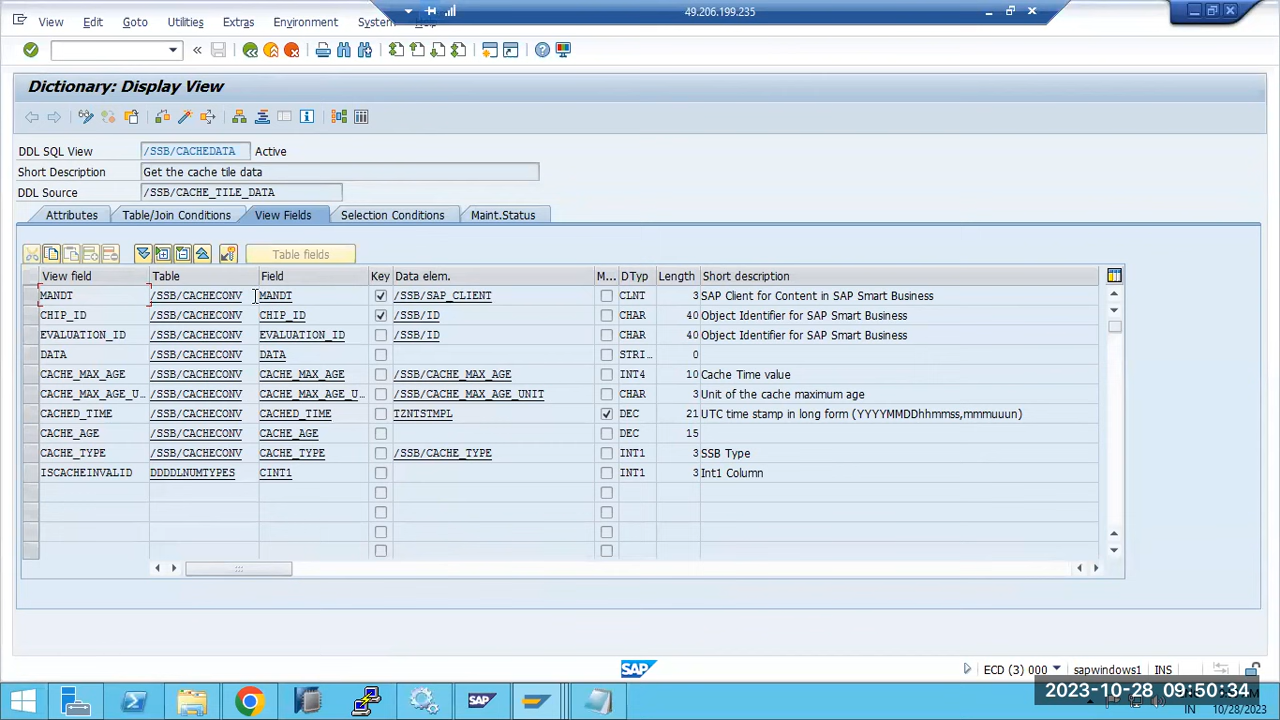 View Edit Goto Utilities Extras Environment System Help
49.206.199.235
Dictionary: Display View
DDL SQL View /SSB/CACHEDATA Active
Short Description Get the cache tile data
DDL Source /SSB/CACHE_TILE_DATA
Attributes Table/Join Conditions View Fields Selection Conditions Maint.Status
Table fields
View field Table Field Key Data elem. M... DTyp Length Short description
MANDT /SSB/CACHECONV MANDT /SSB/SAP_CLIENT CLNT 3 SAP Client for Content in SAP Smart Business
CHIP_ID /SSB/CACHECONV CHIP_ID /SSB/ID CHAR 40 Object Identifier for SAP Smart Business
EVALUATION_ID /SSB/CACHECONV EVALUATION_ID /SSB/ID CHAR 40 Object Identifier for SAP Smart Business
DATA /SSB/CACHECONV DATA STRI... 0
CACHE_MAX_AGE /SSB/CACHECONV CACHE_MAX_AGE /SSB/CACHE_MAX_AGE INT4 10 Cache Time value
CACHE_MAX_AGE_U... /SSB/CACHECONV CACHE_MAX_AGE_U... /SSB/CACHE_MAX_AGE_UNIT CHAR 3 Unit of the cache maximum age
CACHED_TIME /SSB/CACHECONV CACHED_TIME TZNTSTMPL DEC 21 UTC time stamp in long form (YYYYMMDDhhmmss,mmmuuun)
CACHE_AGE /SSB/CACHECONV CACHE_AGE DEC 15
CACHE_TYPE /SSB/CACHECONV CACHE_TYPE /SSB/CACHE_TYPE INT1 3 SSB Type
ISCACHEINVALID DDDDLNUMTYPES CINT1 INT1 3 Int1 Column
SAP
ECD (3) 000 sapwindows1 INS
SAP
2023-10-28 09:50:34
IN 10/28/2023